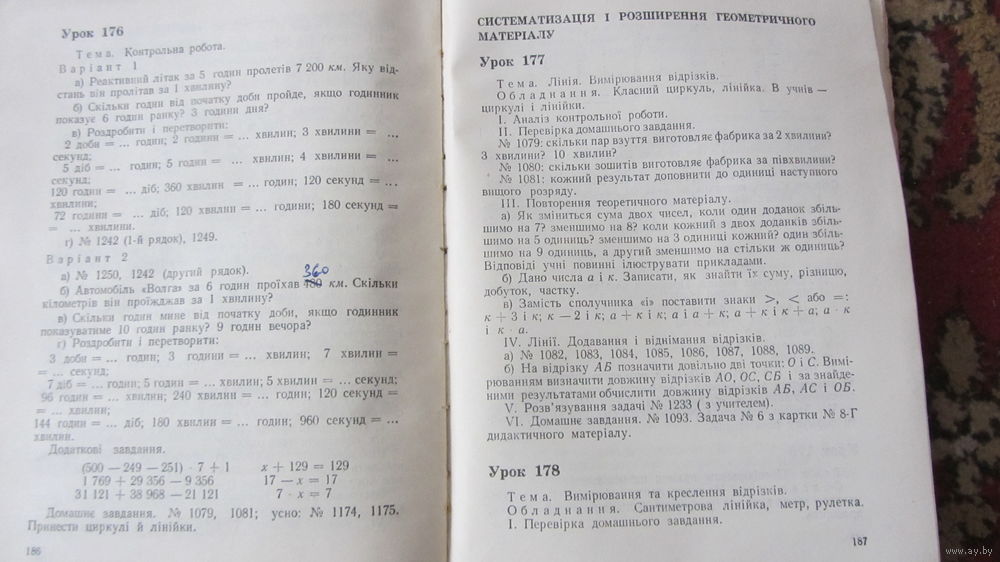 Урок 176
Тема. Контрольна робота.
Варіант 1
а) Реактивний літак за 5 годин пролетів 7 200 км. Яку від-
стань він пролітав за 1 хвилину?
б) Скільки годин від початку доби пройде, якщо годинник
показує 6 годин ранку? 3 години дня?
в) Роздробити і перетворити:
2 доби = ... годин; 2 години = ... хвилин; 3 хвилини = ...
секунд;
5 діб = ... годин; 5 годин = ... хвилин; 4 хвилини = ...
секунд;
120 годин = ... діб; 360 хвилин = ... годин; 120 секунд = ...
хвилини;
72 години = ... діб; 120 хвилин = ... години; 180 секунд =
= ... хвилини.
г) № 1242 (1-й рядок), 1249.
Варіант 2
а) № 1250, 1242 (другий рядок).
360
б) Автомобіль «Волга» за 6 годин проїхав 180 км. Скільки
кілометрів він проїжджав за 1 хвилину?
в) Скільки годин мине від початку доби, якщо годинник
показуватиме 10 годин ранку? 9 годин вечора?
г) Роздробити і перетворити:
3 доби = ... годин; 3 години = ... хвилин; 7 хвилин =
= ... секунд;
7 діб = ... годин; 5 годин = ... хвилин; 5 хвилин = ... секунд;
96 годин = ... хвилин; 240 хвилин = ... годин; 120 секунд =
= ... хвилин;
144 години = ... діб; 180 хвилин = ... годин; 960 секунд = ...
хвилин.
Додаткові завдання.
(500 — 249 — 251) · 7 + 1 x + 129 = 129
1 769 + 29 356 — 9 356 17 — x = 17
31 121 + 38 968 — 21 121 7 · x = 7
Домашнє завдання. № 1079, 1081; усно: № 1174, 1175.
Принести циркулі й лінійки.
186
СИСТЕМАТИЗАЦІЯ І РОЗШИРЕННЯ ГЕОМЕТРИЧНОГО
МАТЕРІАЛУ
Урок 177
Тема. Лінія. Вимірювання відрізків.
Обладнання. Класний циркуль, лінійка. В учнів —
циркулі і лінійки.
I. Аналіз контрольної роботи.
II. Перевірка домашнього завдання.
№ 1079: скільки пар взуття виготовляє фабрика за 2 хвилини?
3 хвилини? 10 хвилин?
№ 1080: скільки зошитів виготовляє фабрика за півхвилини?
№ 1081: кожний результат доповнити до одиниці наступного
вищого розряду.
III. Повторення теоретичного матеріалу.
а) Як зміниться сума двох чисел, коли один доданок збіль-
шимо на 7? зменшимо на 8? коли кожний з двох доданків збіль-
шимо на 5 одиниць? зменшимо на 3 одиниці кожний? один збіль-
шимо на 9 одиниць, а другий зменшимо на стільки ж одиниць?
Відповіді учні повинні ілюструвати прикладами.
б) Дано числа а і к. Записати, як знайти їх суму, різницю,
добуток, частку.
в) Замість сполучника «і» поставити знаки >, < або =:
к + 3 і к; к — 2 і к; а + к і к; а і а + к; а + к і к + а; а · к
і к · а.
IV. Лінії. Додавання і віднімання відрізків.
а) № 1082, 1083, 1084, 1085, 1086, 1087, 1088, 1089.
б) На відрізку АБ позначити довільно дві точки: О і С. Вимі-
рюванням визначити довжину відрізків АО, ОС, СБ і за знайде-
ними результатами обчислити довжину відрізків АБ, АС і ОБ.
V. Розв'язування задачі № 1233 ( з учителем).
VI. Домашнє завдання. № 1093. Задача № 6 з картки № 8-Г
дидактичного матеріалу.
Урок 178
Тема. Вимірювання та креслення відрізків.
Обладнання. Сантиметрова лінійка, метр, рулетка.
I. Перевірка домашнього завдання.
187
www.ay.by